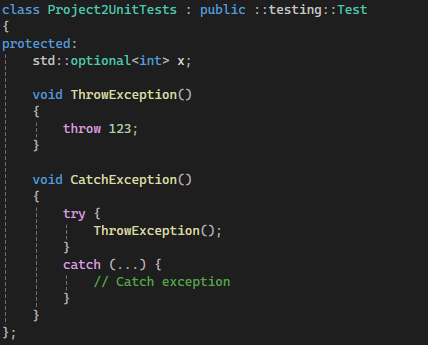 class Project2UnitTests : public ::testing::Test
{
protected:
    std::optional<int> x;

    void ThrowException()
    {
        throw 123;
    }

    void CatchException()
    {
        try {
            ThrowException();
        }
        catch (...) {
            // Catch exception
        }
    }
};